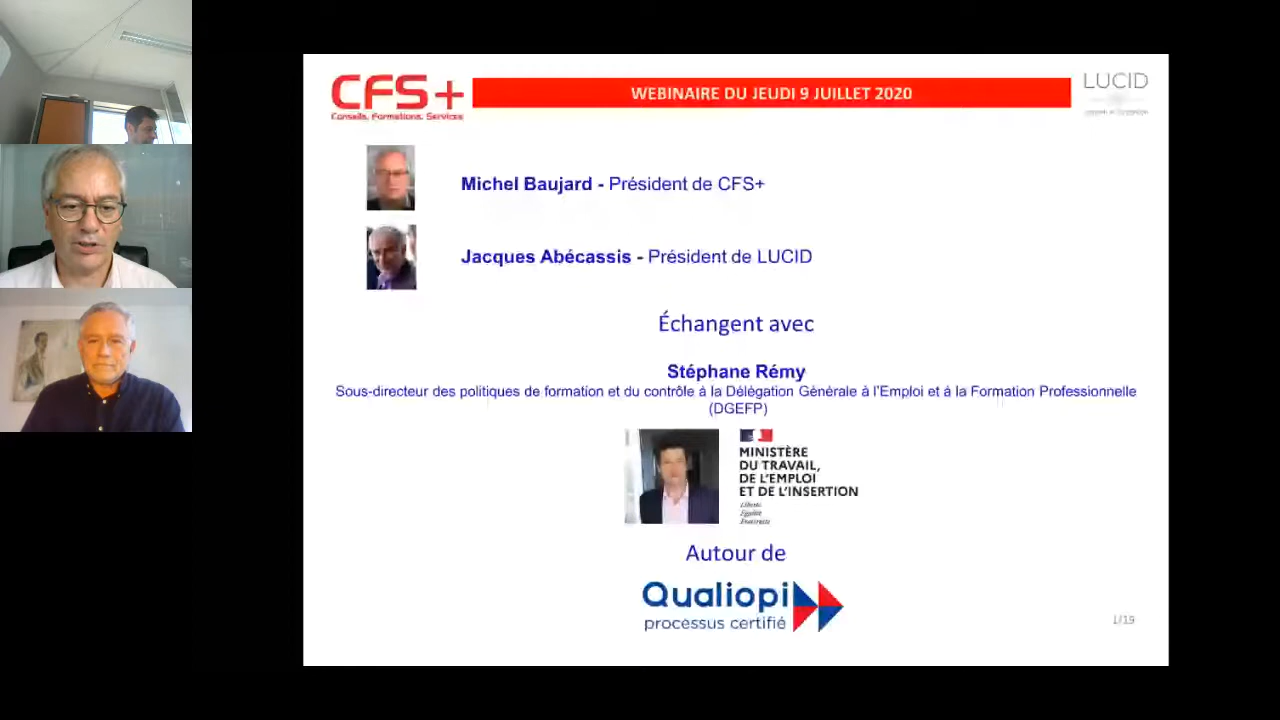 CFS+
Conseils, Formations, Services
WEBINAIRE DU JEUDI 9 JUILLET 2020
LUCID
Michel Baujard - Président de CFS+
Jacques Abécassis - Président de LUCID
Échangent avec
Stéphane Rémy
Sous-directeur des politiques de formation et du contrôle à la Délégation Générale à l'Emploi et à la Formation Professionnelle
(DGEFP)
MINISTÈRE
DU TRAVAIL,
DE L'EMPLOI
ET DE L'INSERTION
Liberté
Égalité
Fraternité
Autour de
Qualiopi
processus certifié
1/19